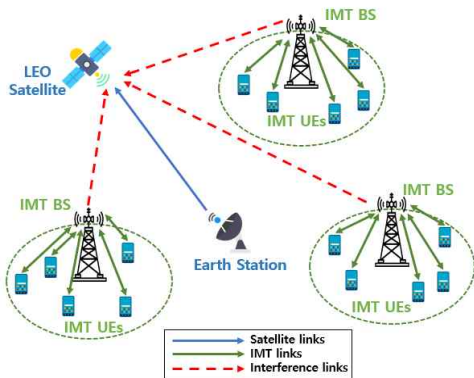 IMT BS
LEO
Satellite
IMT UEs
IMT BS
IMT BS
Earth Station
IMT UEs
IMT UEs
Satellite links
IMT links
Interference links